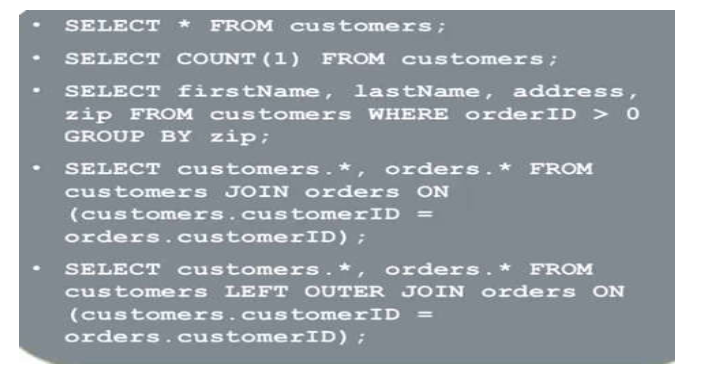 • SELECT * FROM customers;
• SELECT COUNT(1) FROM customers;
• SELECT firstName, lastName, address,
zip FROM customers WHERE orderID > 0
GROUP BY zip;
• SELECT customers.*, orders.* FROM
customers JOIN orders ON
(customers.customerID =
orders.customerID);
• SELECT customers.*, orders.* FROM
customers LEFT OUTER JOIN orders ON
(customers.customerID =
orders.customerID);